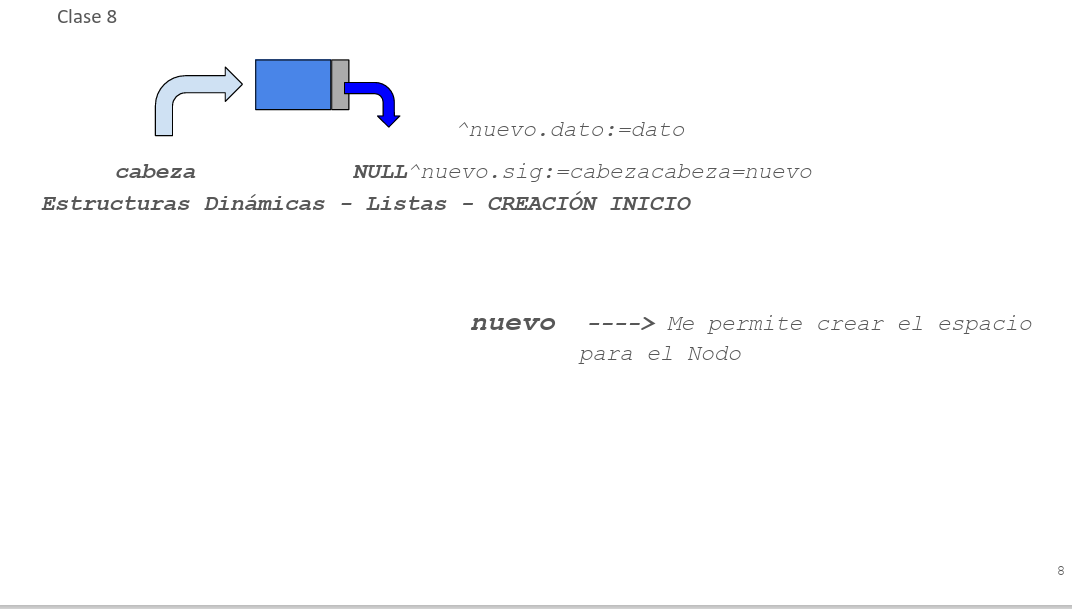 Clase 8
^nuevo.dato:=dato
cabeza NULL^nuevo.sig:=cabezacabeza=nuevo
Estructuras Dinámicas - Listas - CREACIÓN INICIO
nuevo ----> Me permite crear el espacio
para el Nodo
8